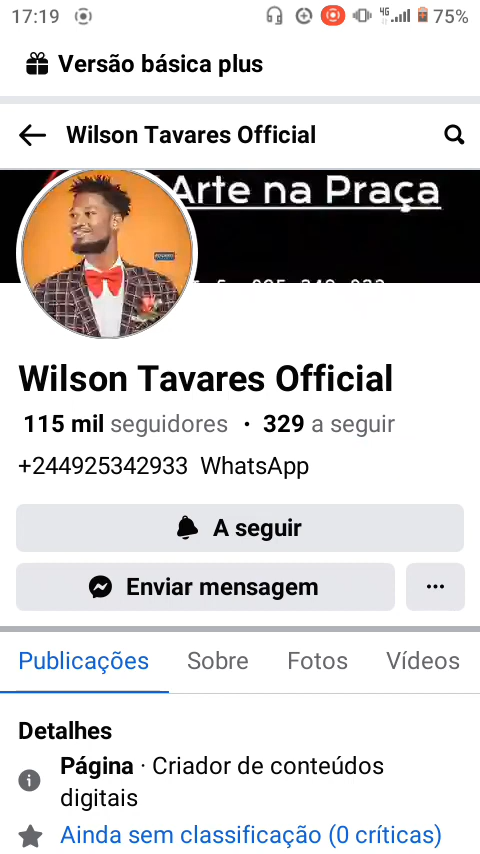 17:19 4G 75%
Versão básica plus
Wilson Tavares Official
Arte na Praça
Wilson Tavares Official
115 mil seguidores · 329 a seguir
+244925342933 WhatsApp
A seguir
Enviar mensagem
Publicações Sobre Fotos Vídeos
Detalhes
Página · Criador de conteúdos
digitais
Ainda sem classificação (0 críticas)